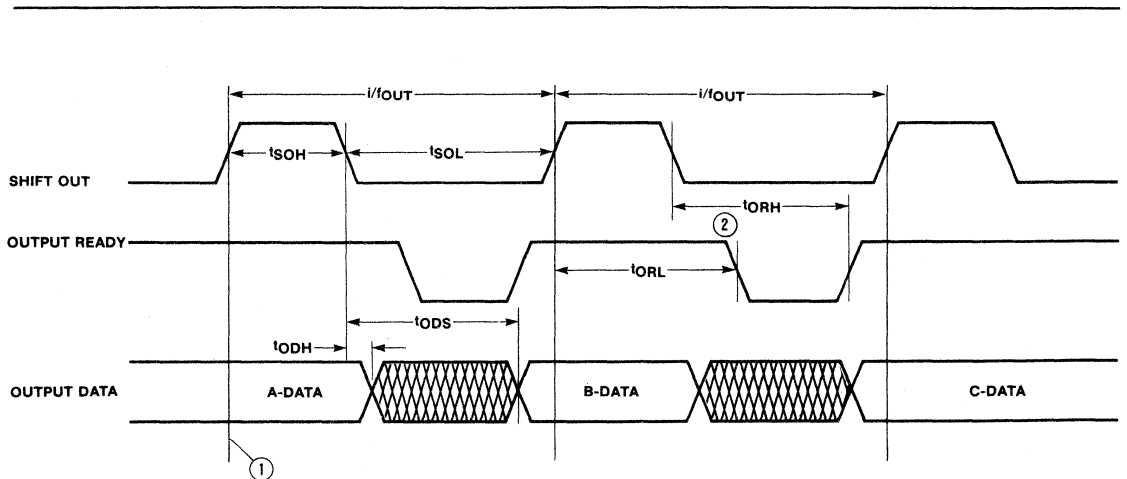 i/fOUT i/fOUT
tSOH tSOL
SHIFT OUT
tORH
2
OUTPUT READY
tORL
tODS
tODH
OUTPUT DATA A-DATA B-DATA C-DATA
1